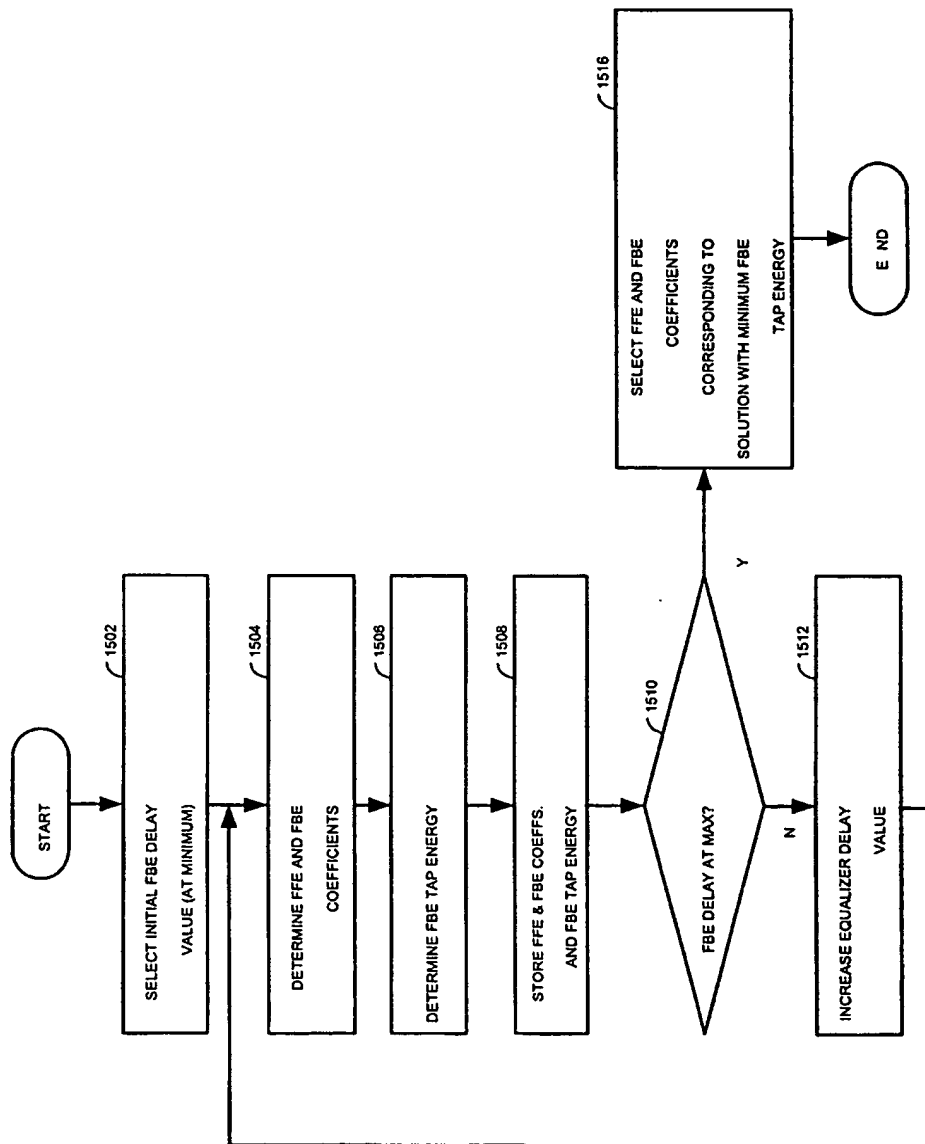 START
1502
SELECT INITIAL FBE DELAY
VALUE (AT MINIMUM)
1504
DETERMINE FFE AND FBE
COEFFICIENTS
1506
DETERMINE FBE TAP ENERGY
1508
STORE FFE & FBE COEFFS.
AND FBE TAP ENERGY
1510
FBE DELAY AT MAX?
Y
N
1512
INCREASE EQUALIZER DELAY
VALUE
1516
SELECT FFE AND FBE
COEFFICIENTS
CORRESPONDING TO
SOLUTION WITH MINIMUM FBE
TAP ENERGY
E ND